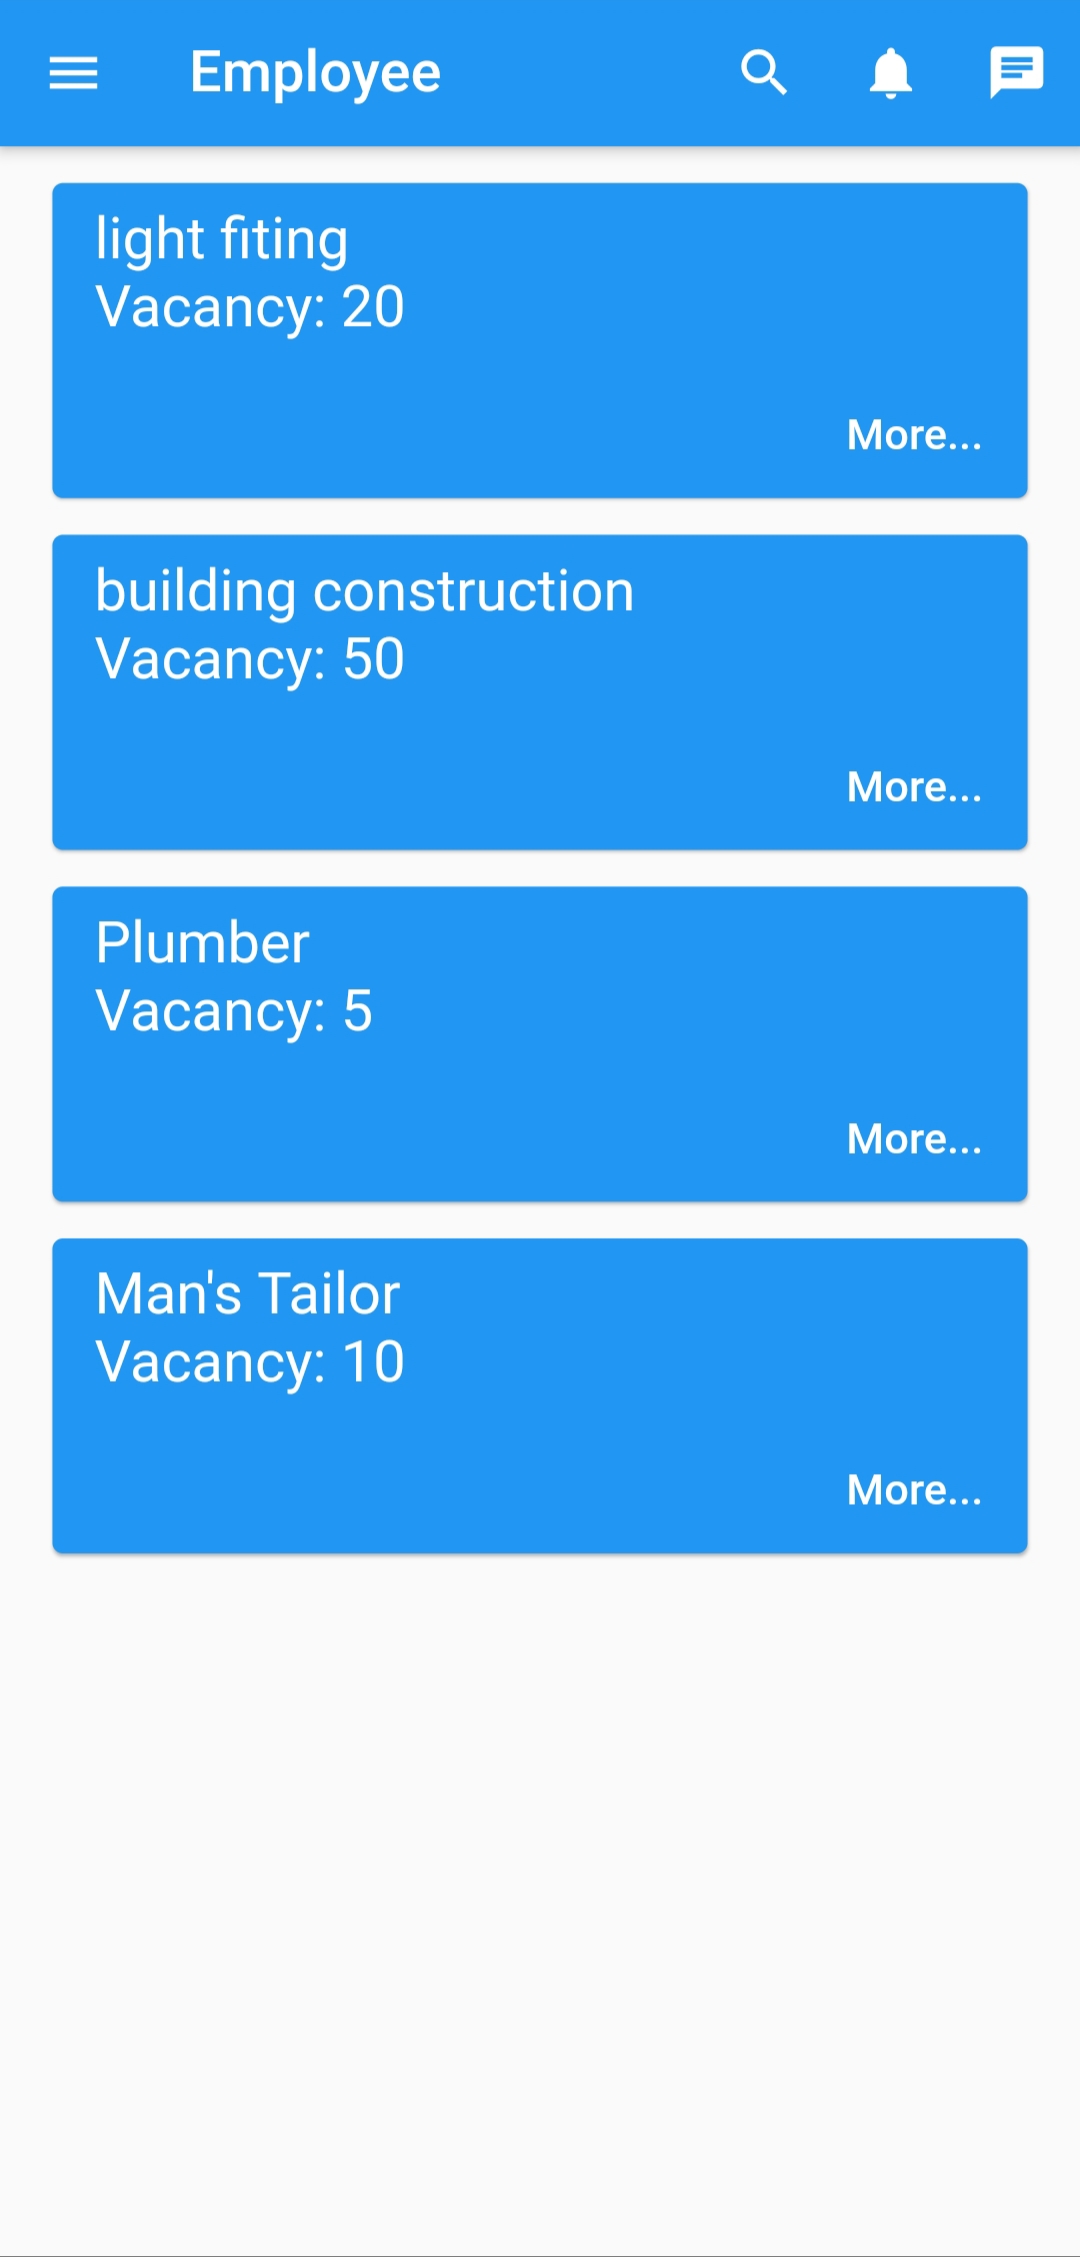 Employee
light fiting
Vacancy: 20
More...
building construction
Vacancy: 50
More...
Plumber
Vacancy: 5
More...
Man's Tailor
Vacancy: 10
More...